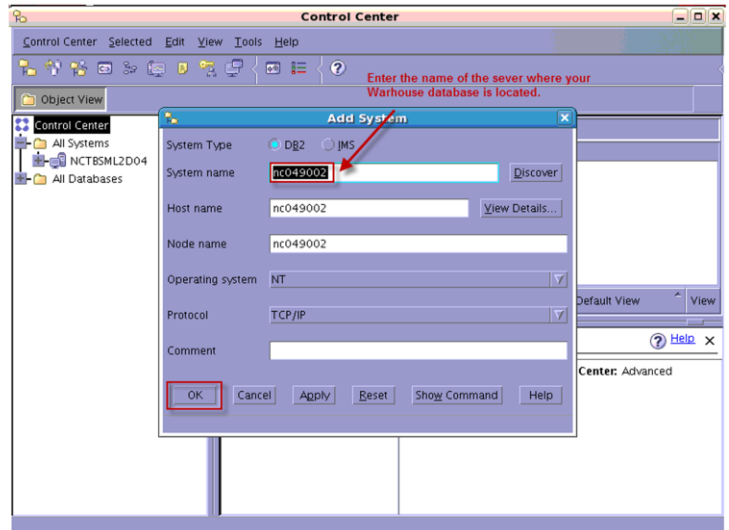 Control Center
Control Center Selected Edit View Tools Help
Enter the name of the sever where your
Warhouse database is located.
Object View
Control Center
All Systems
NCTBSML2D04
All Databases
Add System
System Type DB2 IMS
System name nc049002 Discover
Host name nc049002 View Details...
Node name nc049002
Operating system NT
Protocol TCP/IP
Comment
OK Cancel Apply Reset Show Command Help
Default View View
Help
Center: Advanced